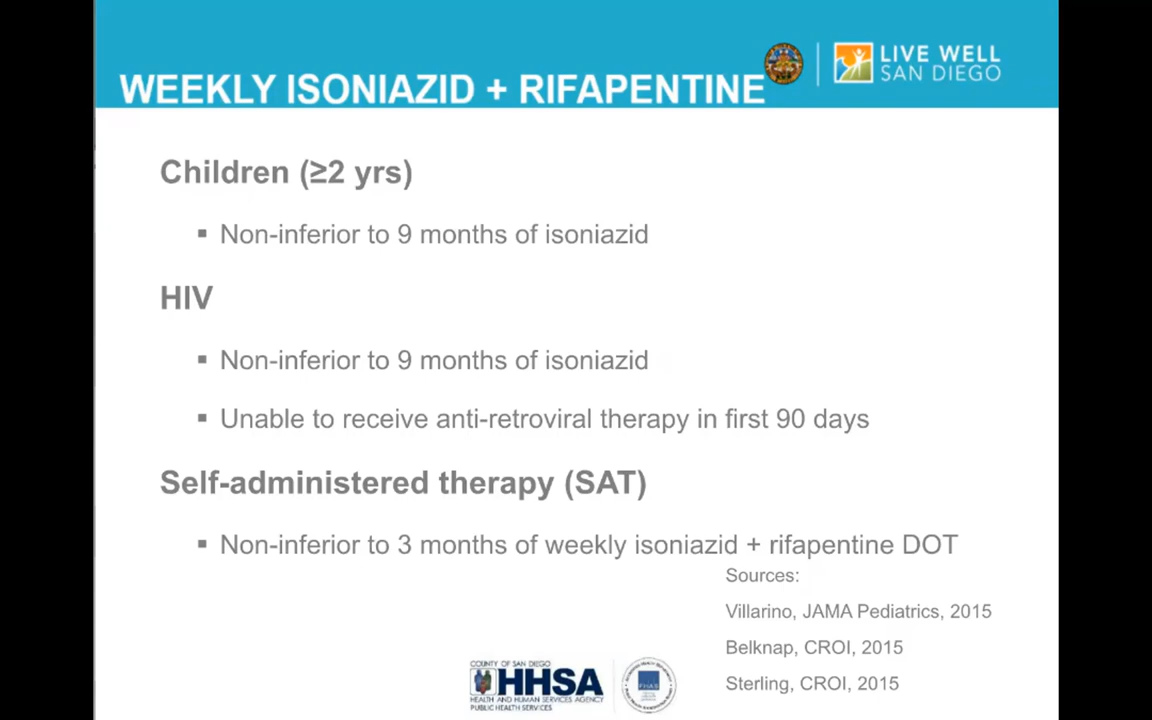 LIVE WELL
SAN DIEGO
WEEKLY ISONIAZID + RIFAPENTINE
Children (≥2 yrs)
▪ Non-inferior to 9 months of isoniazid
HIV
▪ Non-inferior to 9 months of isoniazid
▪ Unable to receive anti-retroviral therapy in first 90 days
Self-administered therapy (SAT)
▪ Non-inferior to 3 months of weekly isoniazid + rifapentine DOT
Sources:
Villarino, JAMA Pediatrics, 2015
Belknap, CROI, 2015
Sterling, CROI, 2015
COUNTY OF SAN DIEGO
HHSA
HEALTH AND HUMAN SERVICES AGENCY
PUBLIC HEALTH SERVICES